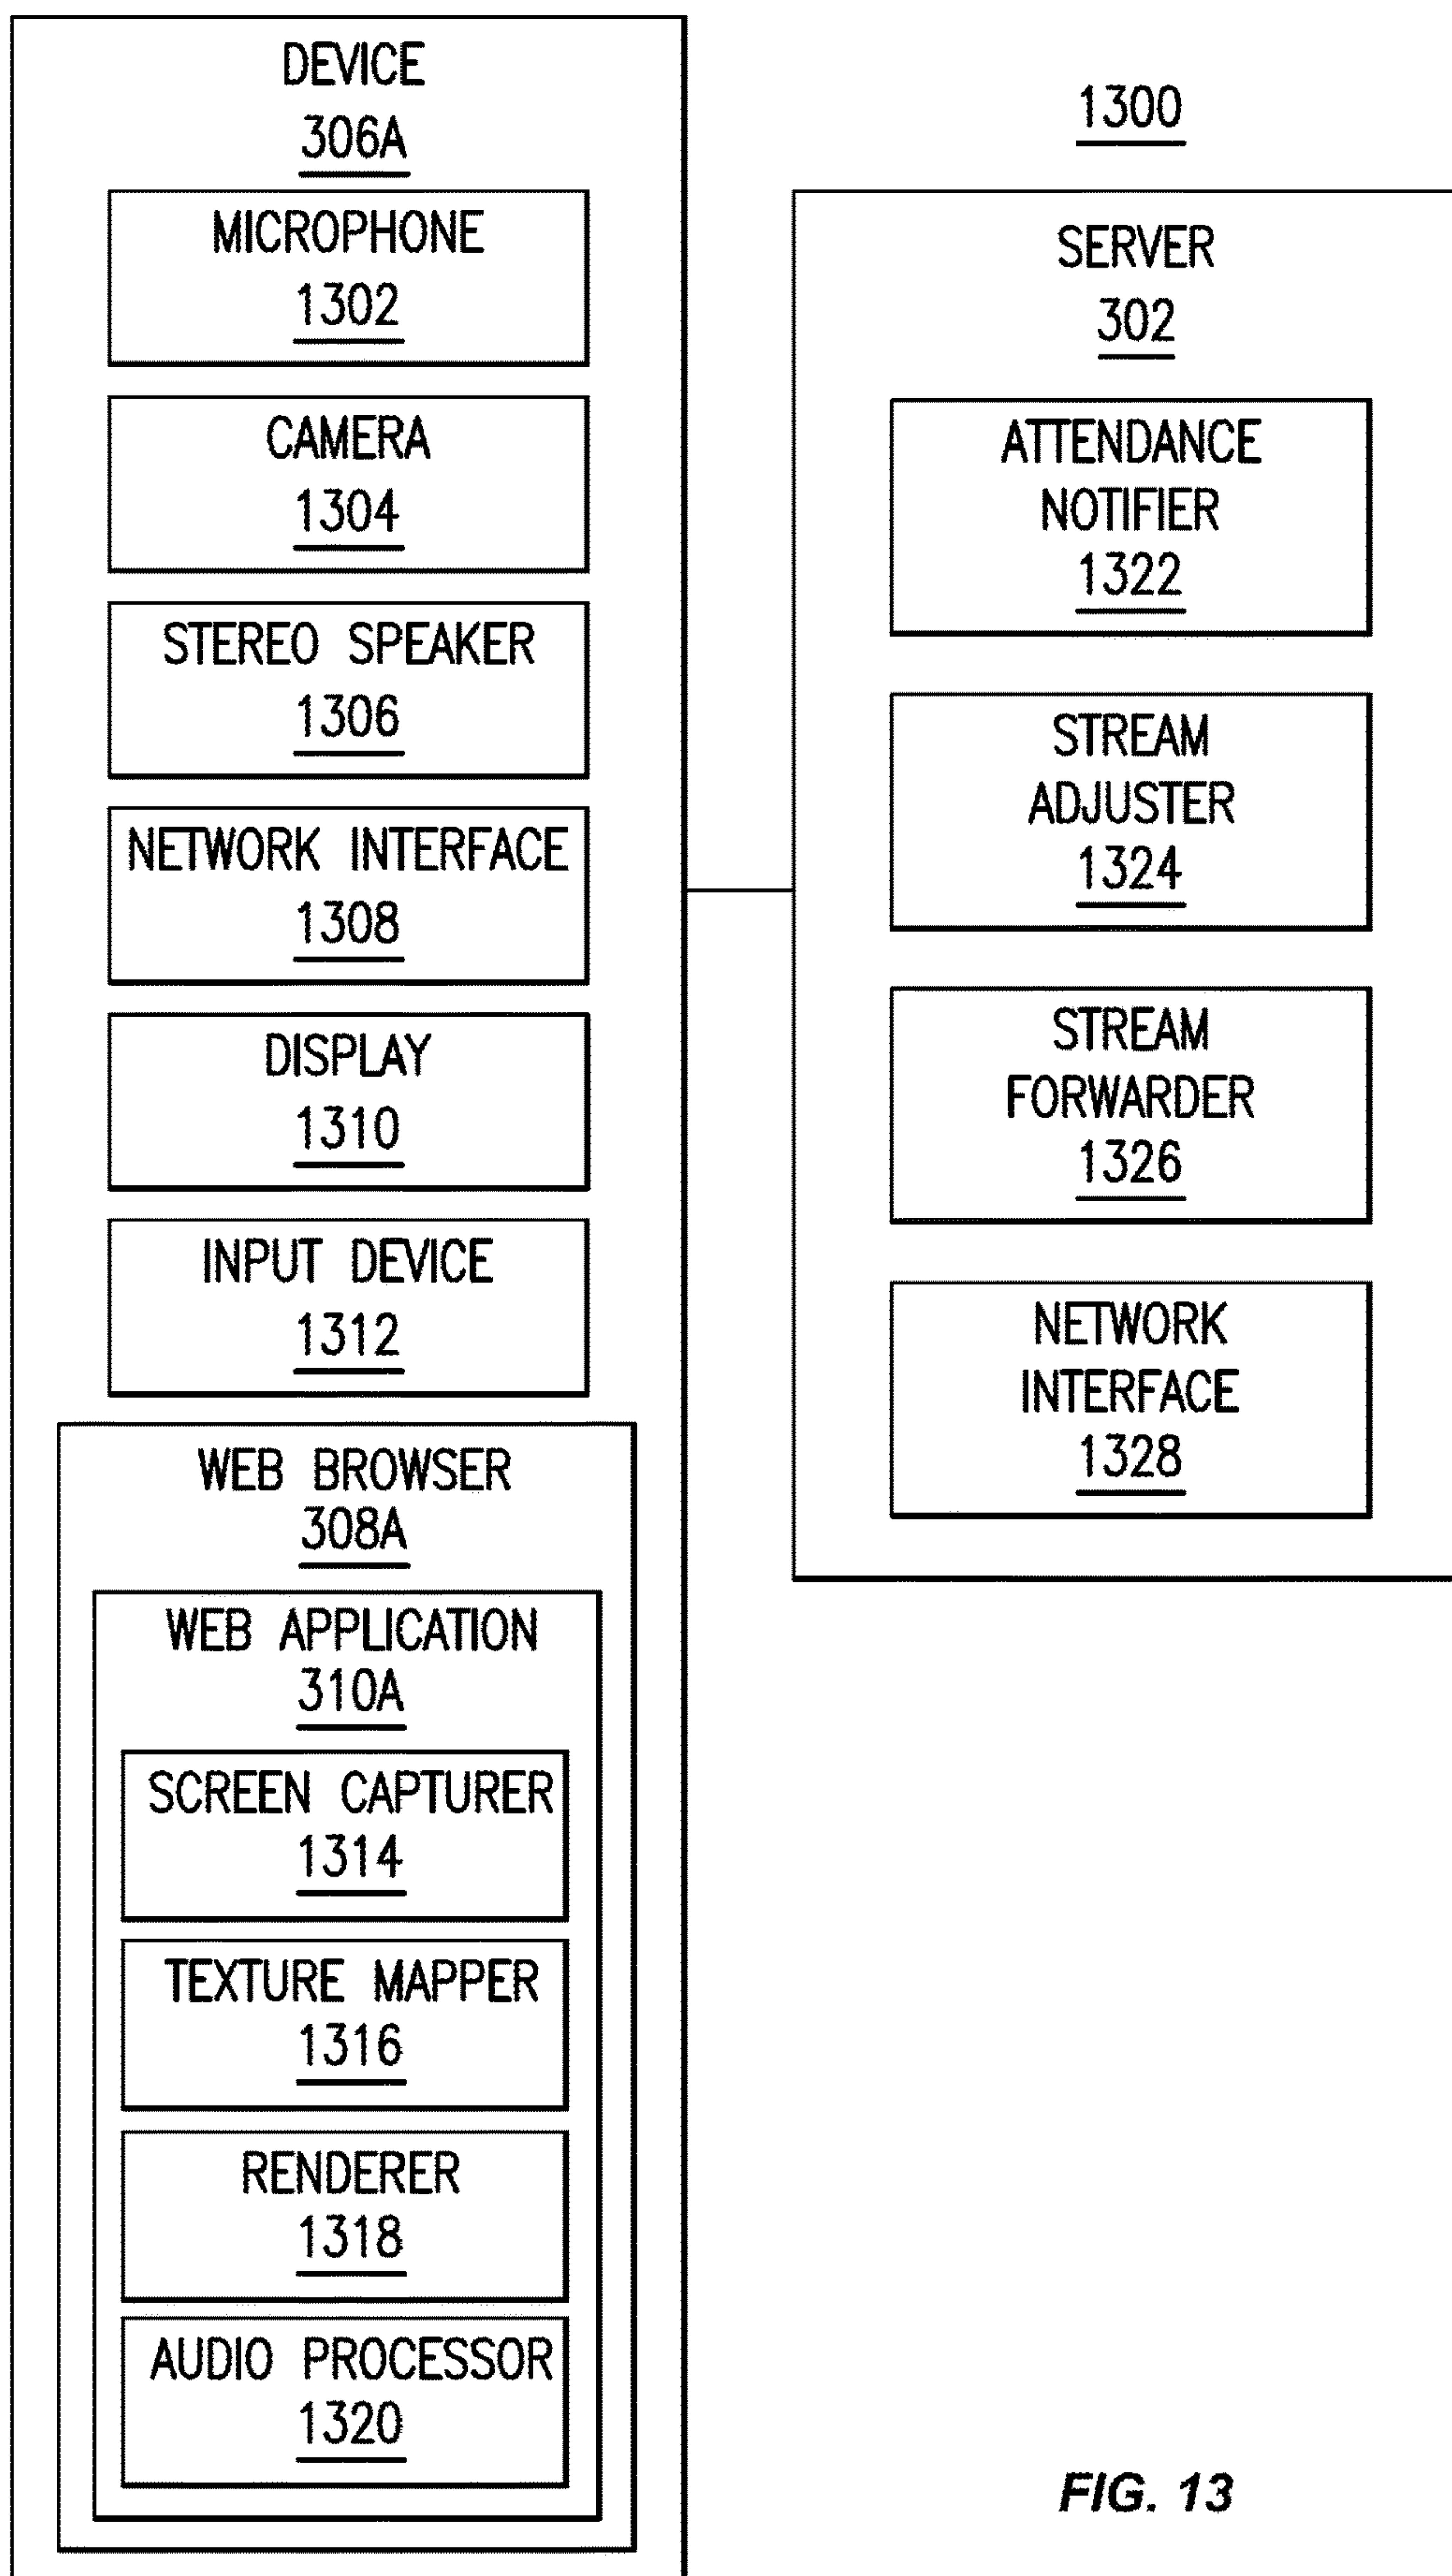 DEVICE
306A
MICROPHONE
1302
CAMERA
1304
STEREO SPEAKER
1306
NETWORK INTERFACE
1308
DISPLAY
1310
INPUT DEVICE
1312
WEB BROWSER
308A
WEB APPLICATION
310A
SCREEN CAPTURER
1314
TEXTURE MAPPER
1316
RENDERER
1318
AUDIO PROCESSOR
1320
1300
SERVER
302
ATTENDANCE
NOTIFIER
1322
STREAM
ADJUSTER
1324
STREAM
FORWARDER
1326
NETWORK
INTERFACE
1328
FIG. 13